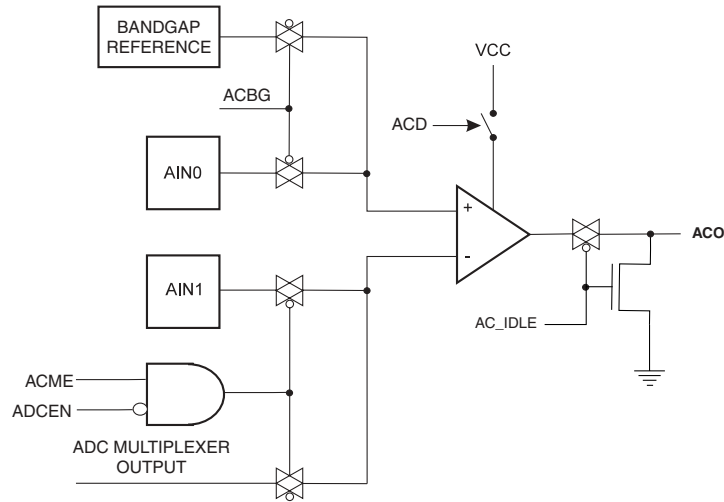 BANDGAP
REFERENCE
VCC
ACBG
ACD
AIN0
+
ACO
-
AIN1
AC_IDLE
ACME
ADCEN
ADC MULTIPLEXER
OUTPUT